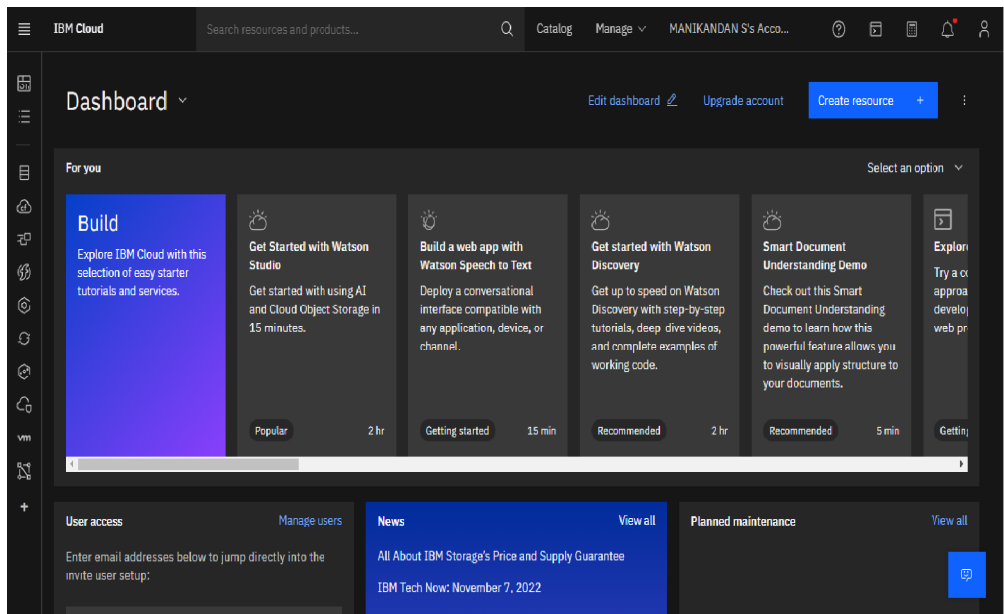 IBM Cloud
Search resources and products...
Catalog
Manage
MANIKANDAN S's Acco...
Dashboard
Edit dashboard
Upgrade account
Create resource +
For you
Select an option
Build
Explore IBM Cloud with this
selection of easy starter
tutorials and services.
Get Started with Watson
Studio
Get started with using AI
and Cloud Object Storage in
15 minutes.
Popular
2 hr
Build a web app with
Watson Speech to Text
Deploy a conversational
interface compatible with
any application, device, or
channel.
Getting started
15 min
Get started with Watson
Discovery
Get up to speed on Watson
Discovery with step-by-step
tutorials, deep dive videos,
and complete examples of
working code.
Recommended
2 hr
Smart Document
Understanding Demo
Check out this Smart
Document Understanding
demo to learn how this
powerful feature allows you
to visually apply structure to
your documents.
Recommended
5 min
Explor
Try a co
approa
develop
web pr
Getting
vm
User access
Manage users
Enter email addresses below to jump directly into the
invite user setup:
News
View all
All About IBM Storage's Price and Supply Guarantee
IBM Tech Now: November 7, 2022
Planned maintenance
View all